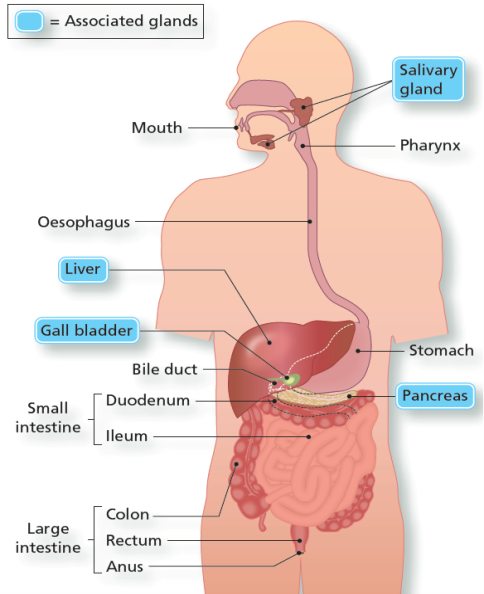 = Associated glands
Salivary
gland
Mouth
Pharynx
Oesophagus
Liver
Gall bladder
Bile duct
Stomach
Small
intestine
Duodenum
Pancreas
Ileum
Large
intestine
Colon
Rectum
Anus